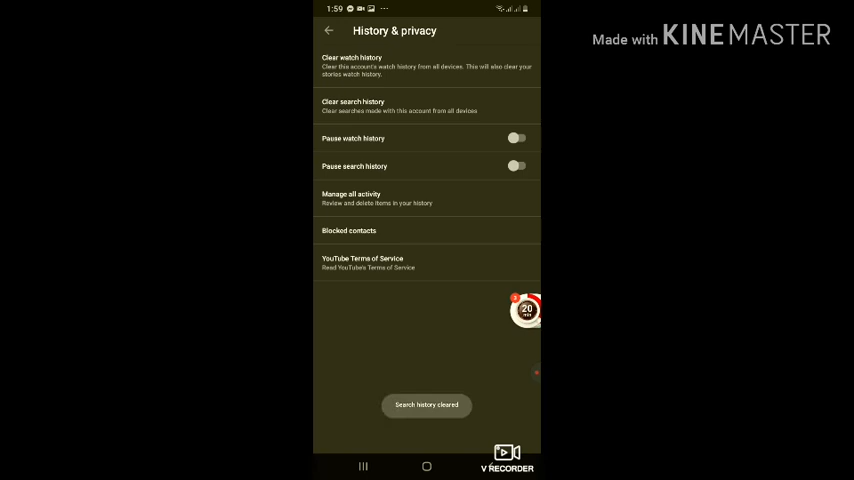 1:59
History & privacy
Made with KINEMASTER
Clear watch history
Clear this account's watch history from all devices. This will also clear your
stories watch history.
Clear search history
Clear searches made with this account from all devices
Pause watch history
Pause search history
Manage all activity
Review and delete items in your history
Blocked contacts
YouTube Terms of Service
Read YouTube's Terms of Service
3
20
min
Search history cleared
V RECORDER